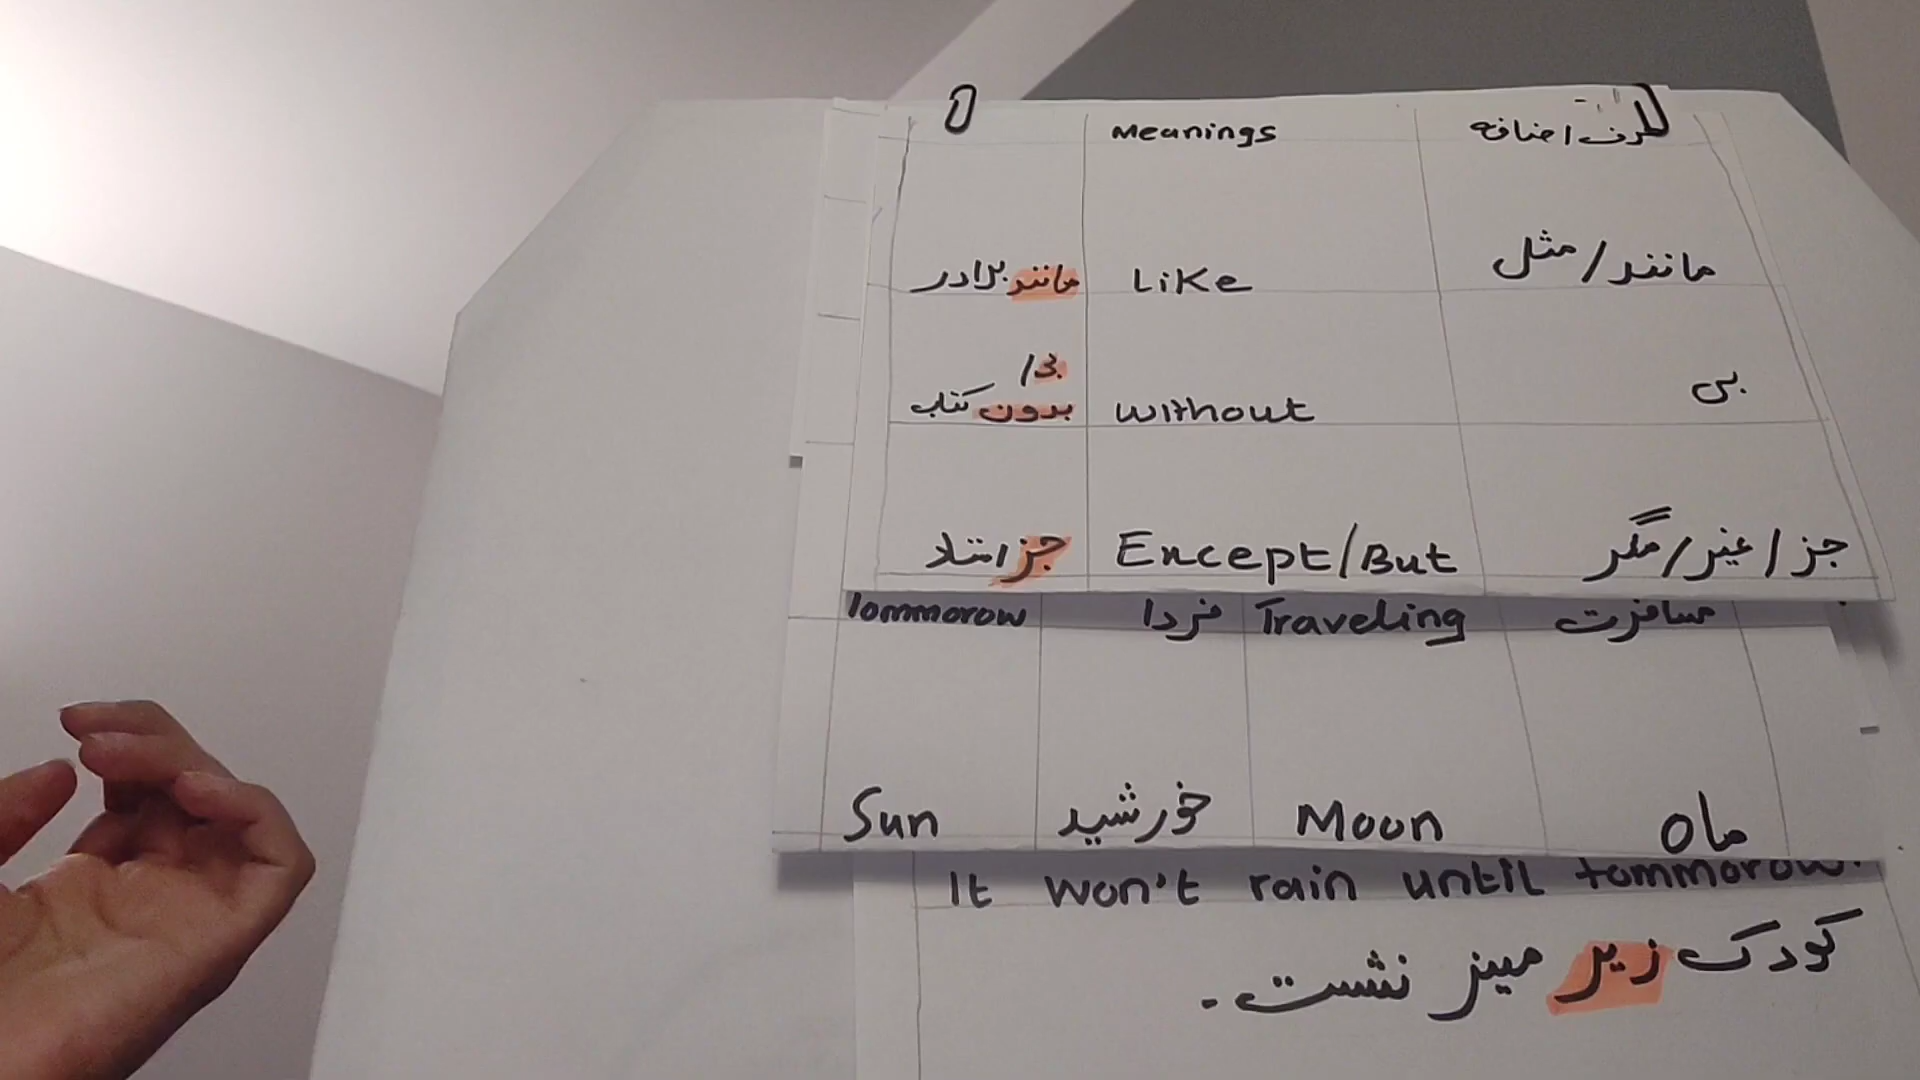 Meanings حرف اضافه
مانند برادر Like مانند/مثل
بی/
بدون کتاب without بی
جز استاد Except/But جز/غیر/مگر
Tommorow فردا Traveling مسافرت
Sun خورشید Moon ماه
It won't rain until tommorow.
کودک زیر میز نشست.